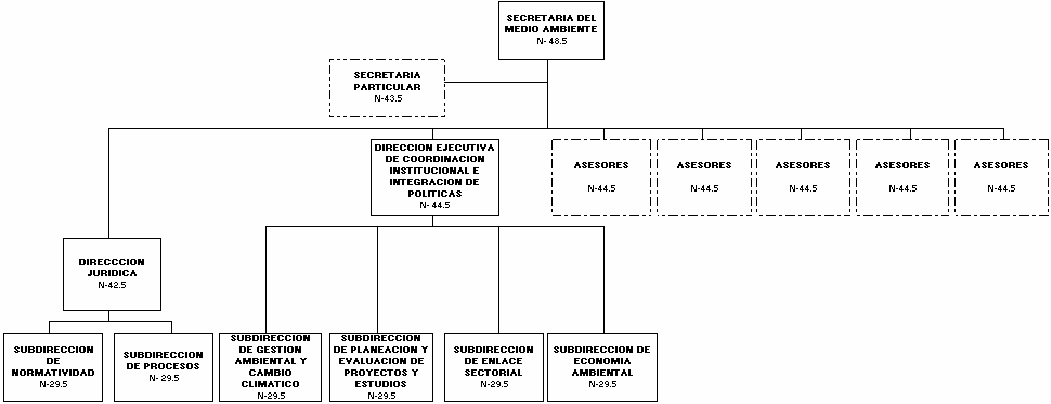 SECRETARIA DEL
MEDIO AMBIENTE
N- 48.5
SECRETARIA
PARTICULAR
N-43.5
DIRECCION EJECUTIVA
DE COORDINACION
INSTITUCIONAL E
INTEGRACION DE
POLITICAS
N- 44.5
ASESORES
N-44.5
ASESORES
N-44.5
ASESORES
N-44.5
ASESORES
N-44.5
ASESORES
N-44.5
DIRECCCION
JURIDICA
N-42.5
SUBDIRECCION
DE
NORMATIVIDAD
N-29.5
SUBDIRECCION
DE PROCESOS
N- 29.5
SUBDIRECCION
DE GESTION
AMBIENTAL Y
CAMBIO
CLIMATICO
N-29.5
SUBDIRECCION
DE PLANEACION Y
EVALUACION DE
PROYECTOS Y
ESTUDIOS
N-29.5
SUBDIRECCION
DE ENLACE
SECTORIAL
N-29.5
SUBDIRECCION DE
ECONOMIA
AMBIENTAL
N-29.5